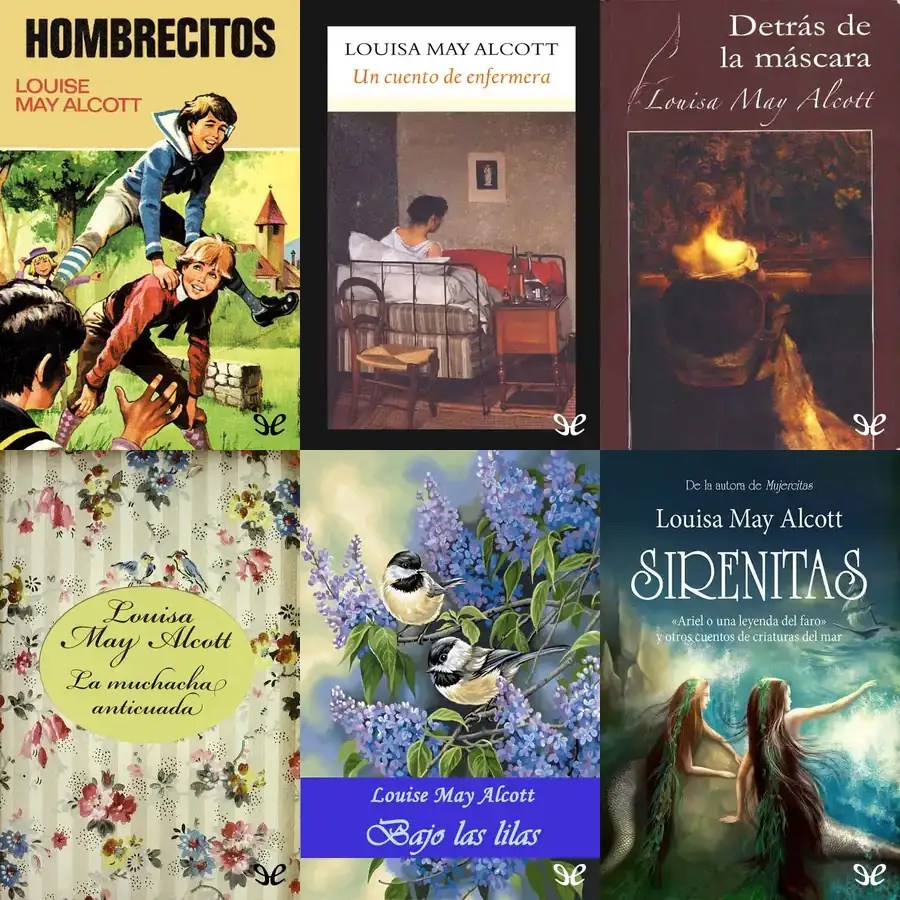 HOMBRECITOS
LOUISE
MAY ALCOTT
LOUISA MAY ALCOTT
Un cuento de enfermera
Detrás de
la máscara
Louisa May Alcott
Louisa
May Alcott
La muchacha
anticuada
Louise May Alcott
Bajo las lilas
De la autora de Mujercitas
Louisa May Alcott
SIRENITAS
«Ariel o una leyenda del faro»
y otros cuentos de criaturas del mar